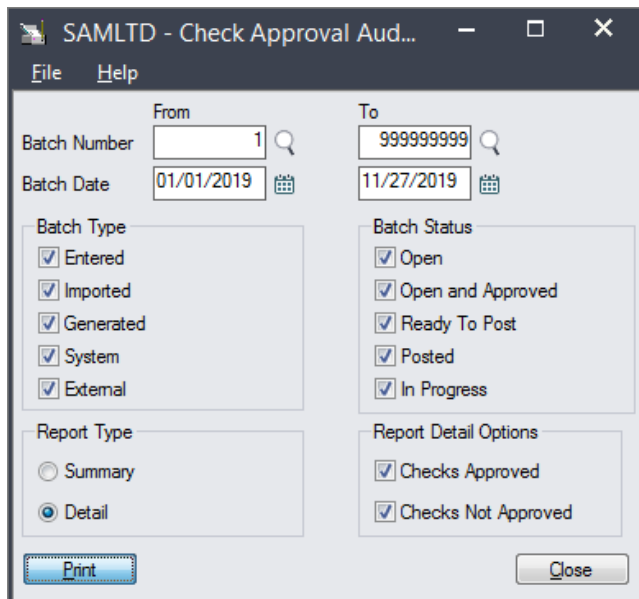 SAMLTD - Check Approval Aud...
File Help
From To
Batch Number 1 999999999
Batch Date 01/01/2019 11/27/2019
Batch Type Batch Status
Entered Open
Imported Open and Approved
Generated Ready To Post
System Posted
External In Progress
Report Type Report Detail Options
Summary Checks Approved
Detail Checks Not Approved
Print Close